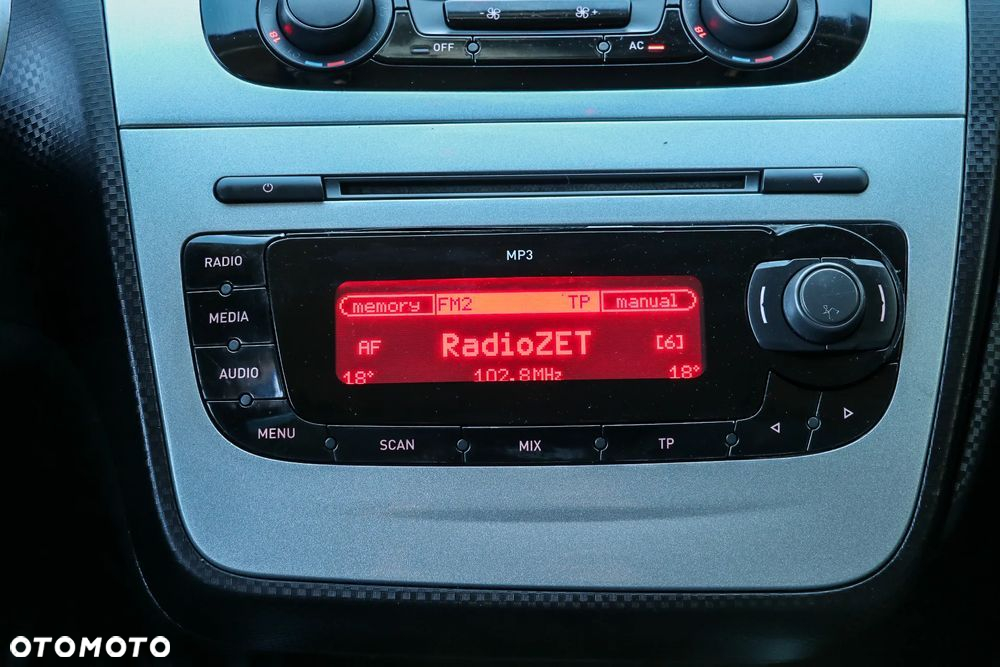 18 OFF - + AC 18
MP3
RADIO
MEDIA
AUDIO
MENU
memory FM2 TP manual
AF RadioZET [6]
18° 102.8MHz 18°
SCAN MIX TP
OTOMOTO